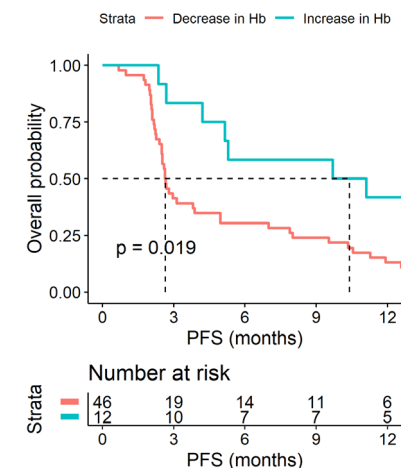 Strata Decrease in Hb Increase in Hb
1.00
0.75
0.50
0.25
0.00
Overall probability
p = 0.019
0 3 6 9 12
PFS (months)
Number at risk
Strata
46 19 14 11 6
12 10 7 7 5
0 3 6 9 12
PFS (months)